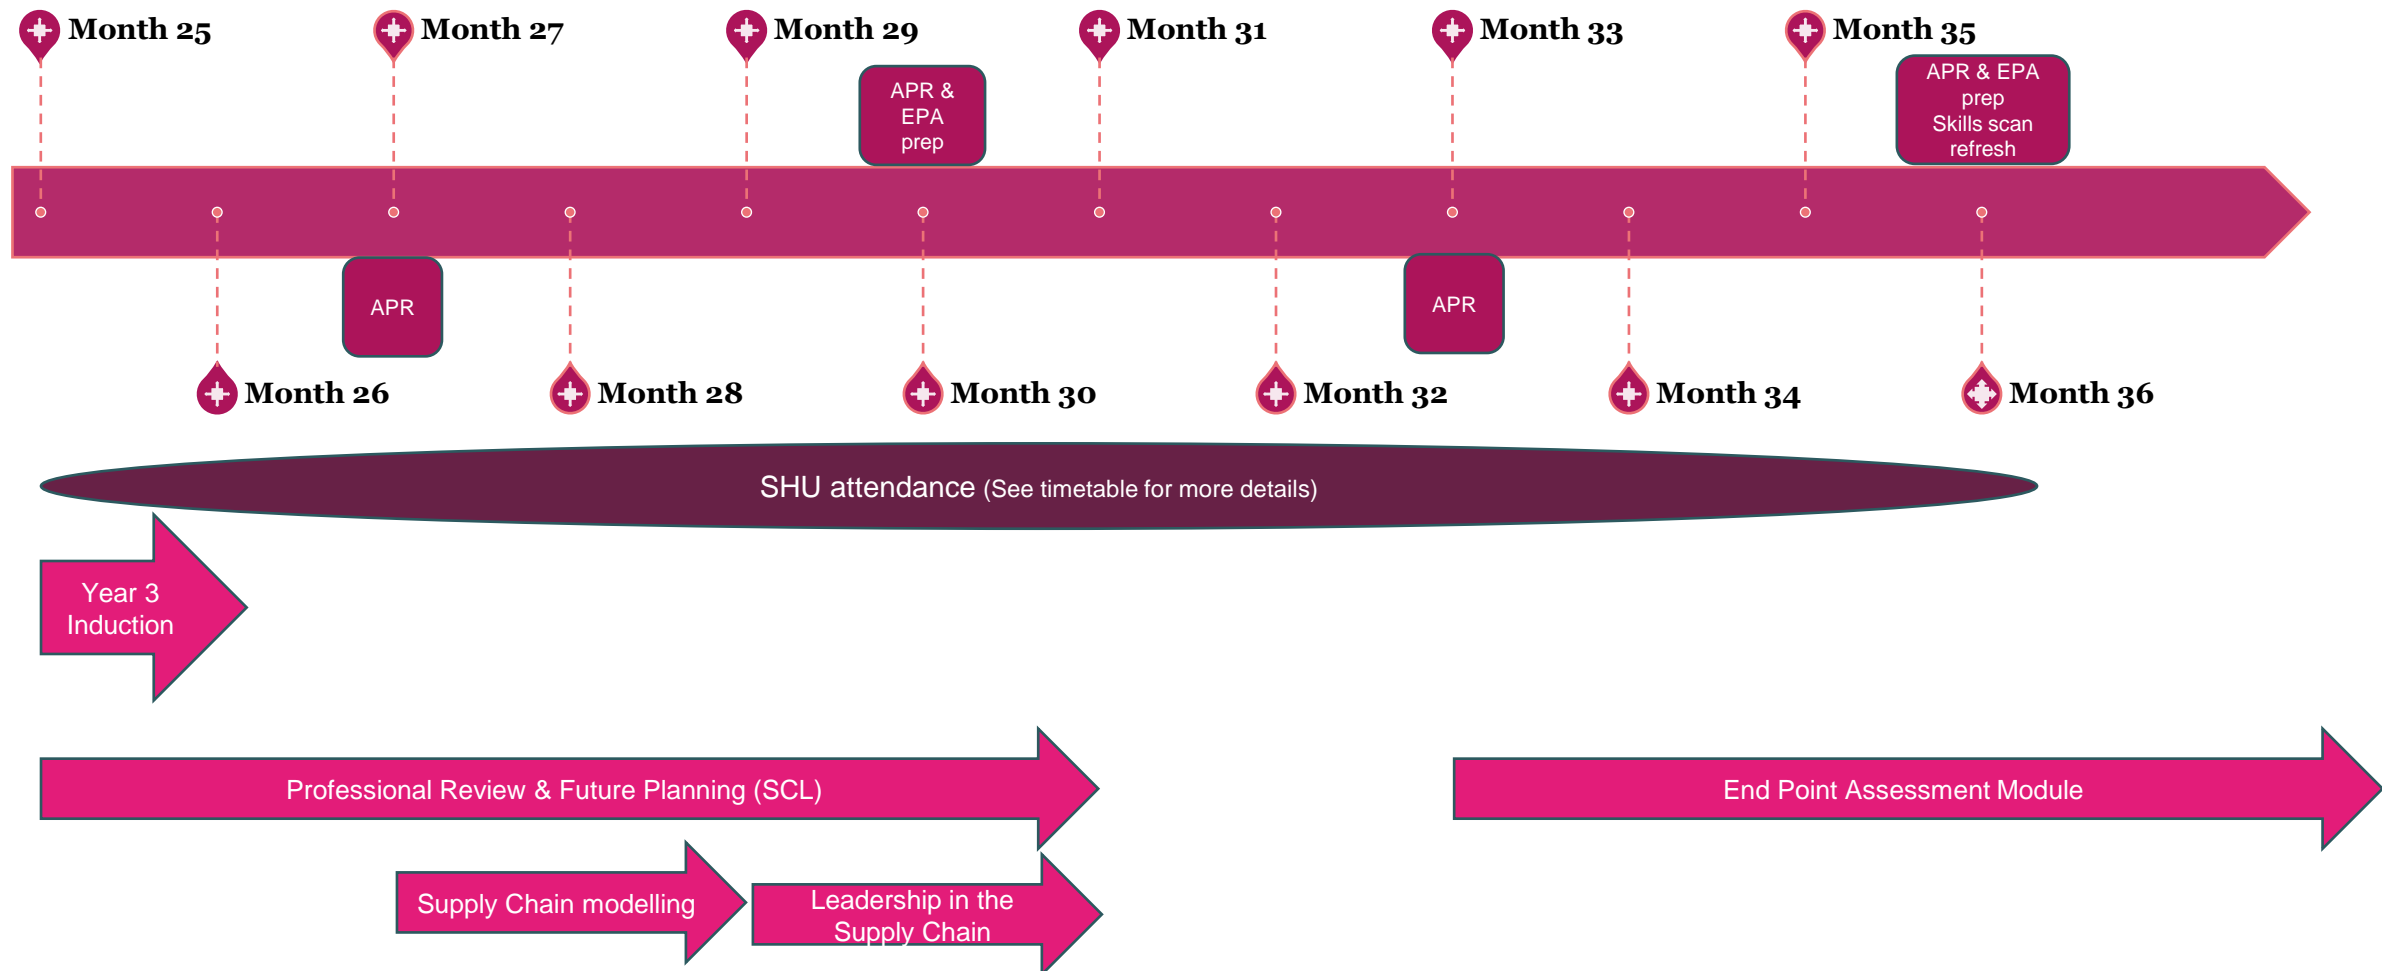 Month 25
Month 27
Month 29
Month 31
Month 33
Month 35
APR &
EPA
prep
APR & EPA
prep
Skills scan
refresh
APR
APR
Month 26
Month 28
Month 30
Month 32
Month 34
Month 36
SHU attendance (See timetable for more details)
Year 3
Induction
Professional Review & Future Planning (SCL)
End Point Assessment Module
Supply Chain modelling
Leadership in the
Supply Chain